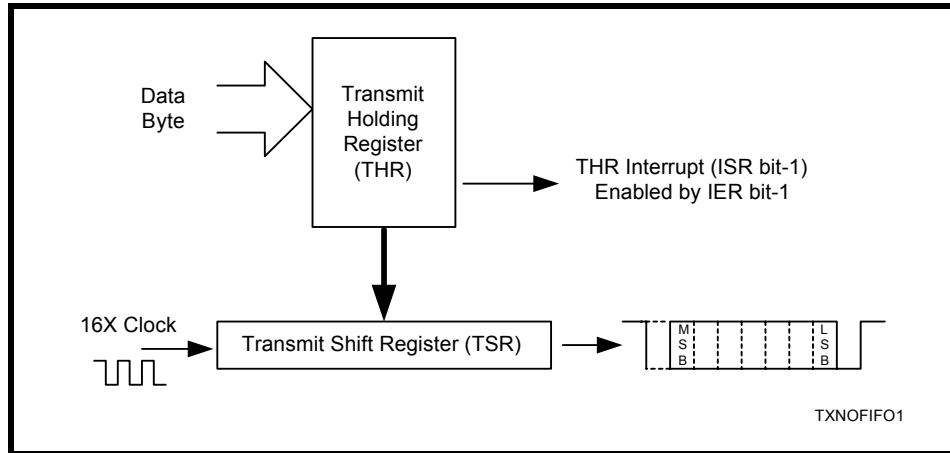 Data
Byte
Transmit
Holding
Register
(THR)
THR Interrupt (ISR bit-1)
Enabled by IER bit-1
16X Clock
Transmit Shift Register (TSR)
M
S
B
L
S
B
TXNOFIFO1